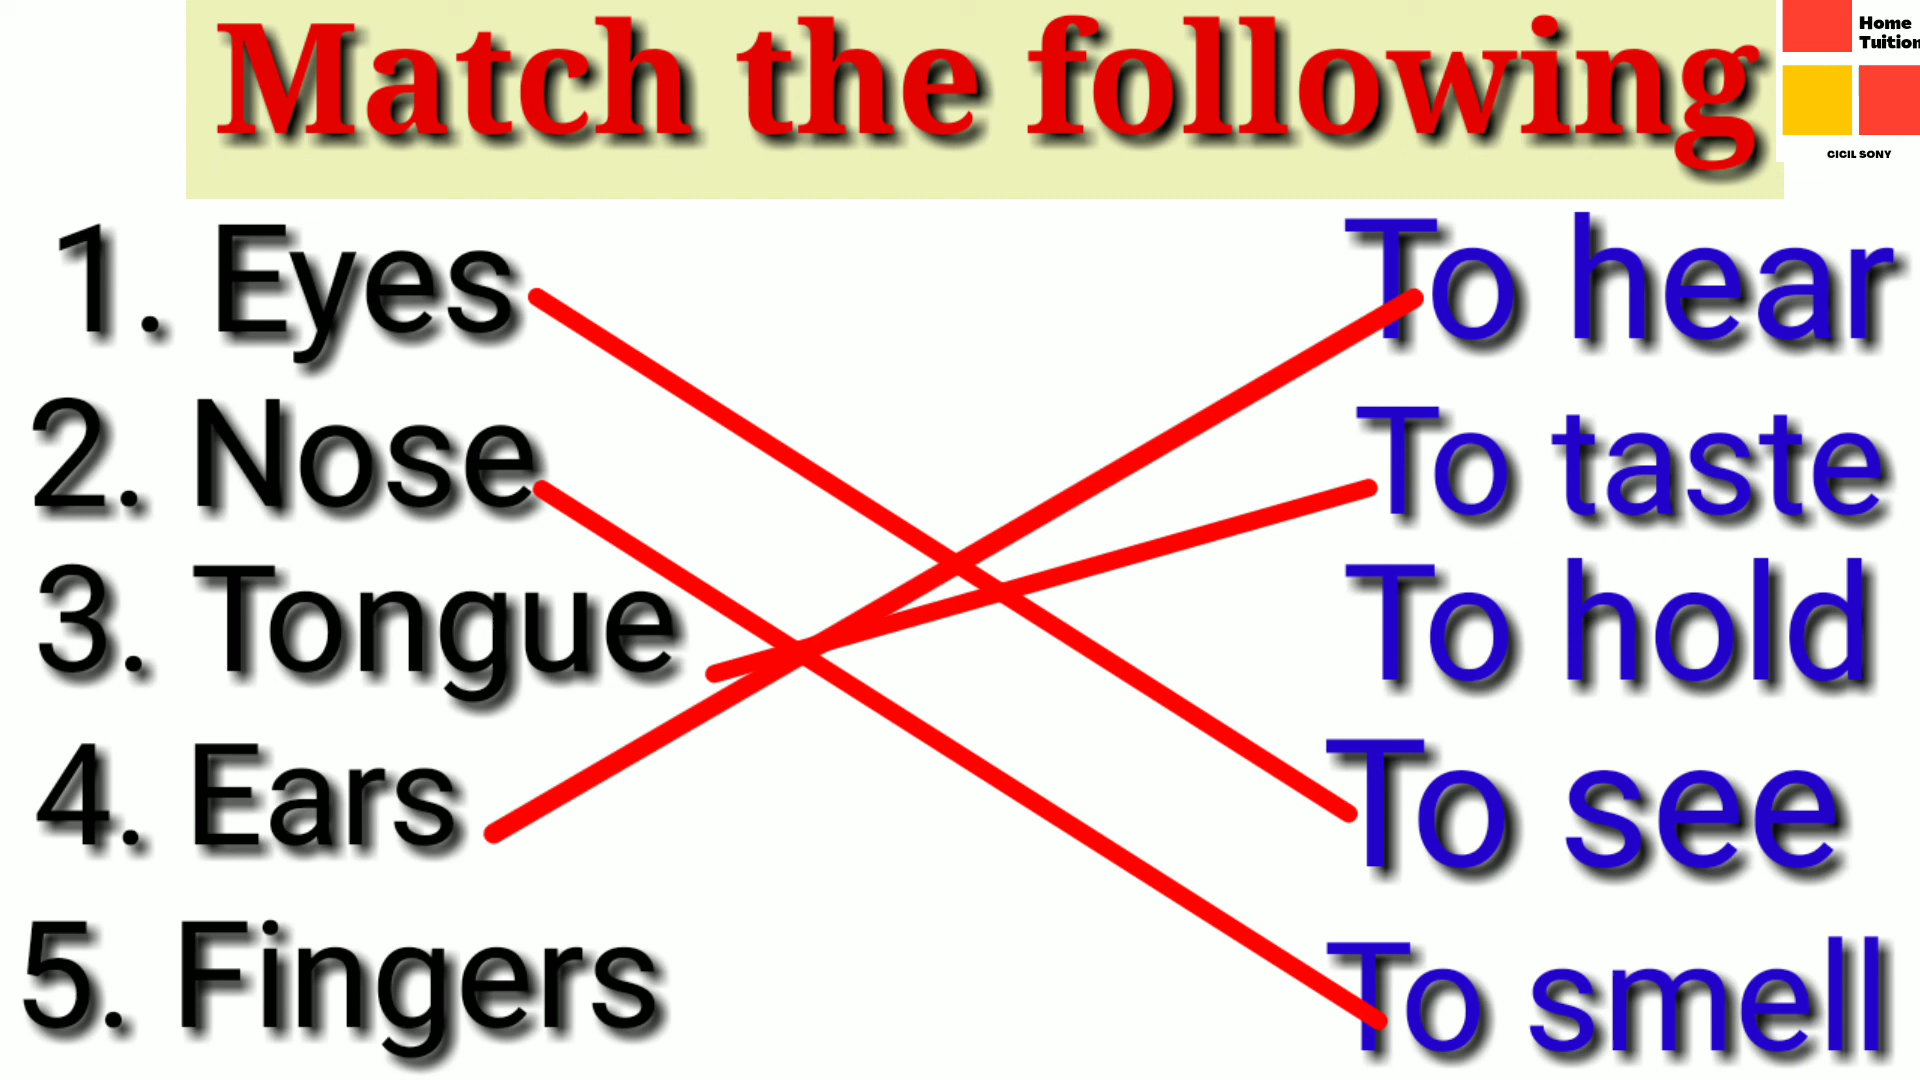 Match the following
Home
Tuition
CICIL SONY
1. Eyes To hear
2. Nose To taste
3. Tongue To hold
4. Ears To see
5. Fingers To smell